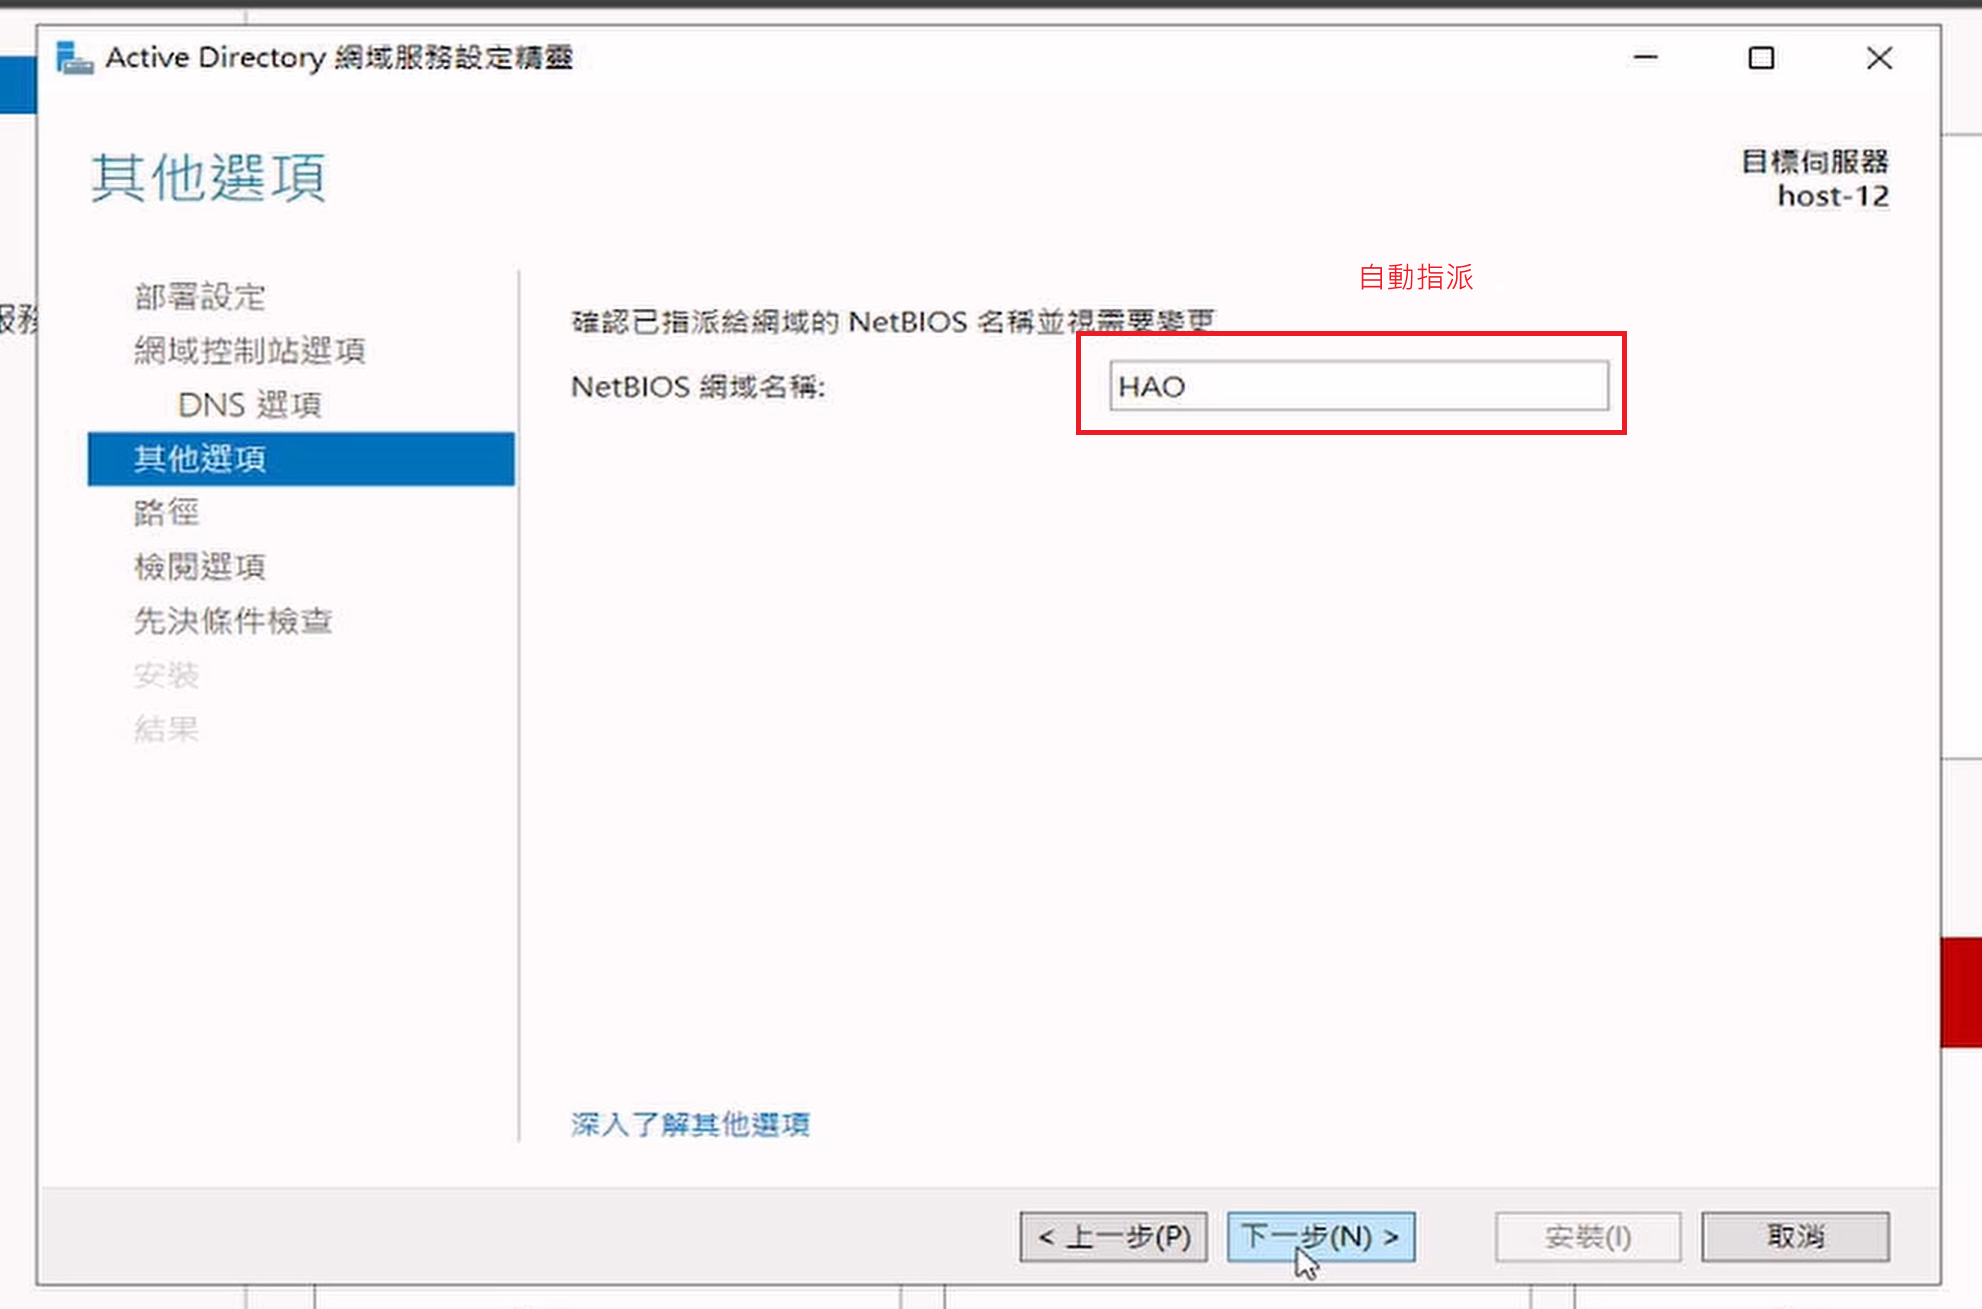 Active Directory 網域服務設定精靈
其他選項
目標伺服器
host-12
服務
部署設定
網域控制站選項
DNS 選項
其他選項
路徑
檢閱選項
先決條件檢查
安裝
結果
自動指派
確認已指派給網域的 NetBIOS 名稱並視需要變更
NetBIOS 網域名稱:
HAO
深入了解其他選項
< 上一步(P)
下一步(N) >
安裝(I)
取消